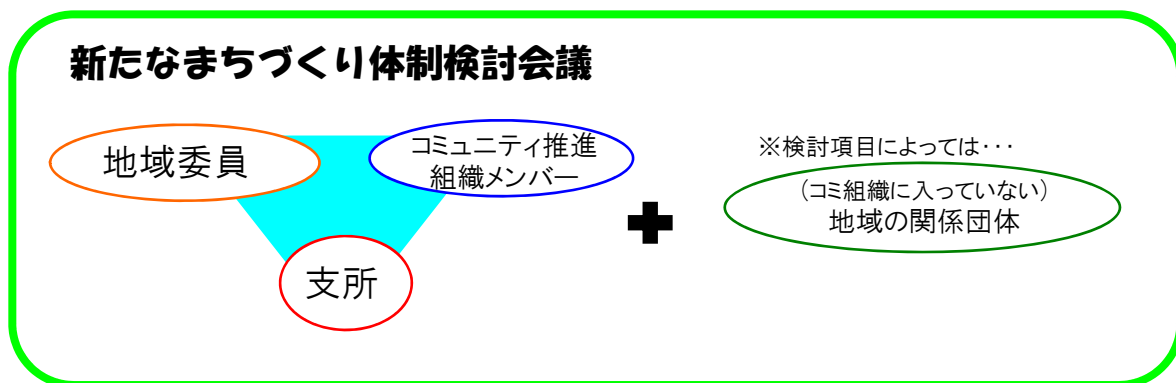 新たなまちづくり体制検討会議
地域委員
コミュニティ推進
組織メンバー
支所
※検討項目によっては･･･
(コミ組織に入っていない)
地域の関係団体